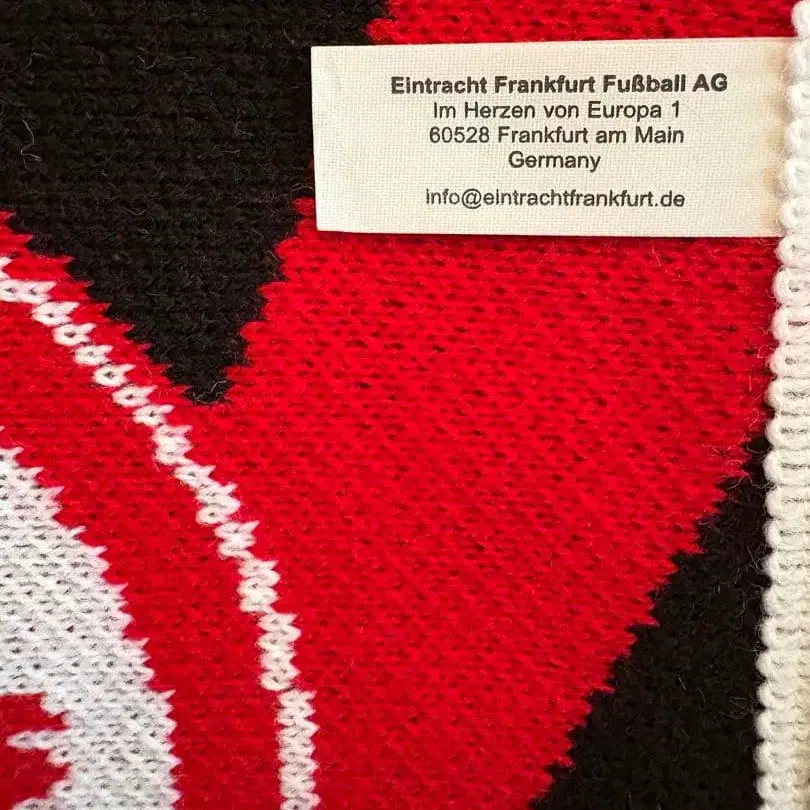 Eintracht Frankfurt Fußball AG
Im Herzen von Europa 1
60528 Frankfurt am Main
Germany
info@eintrachtfrankfurt.de